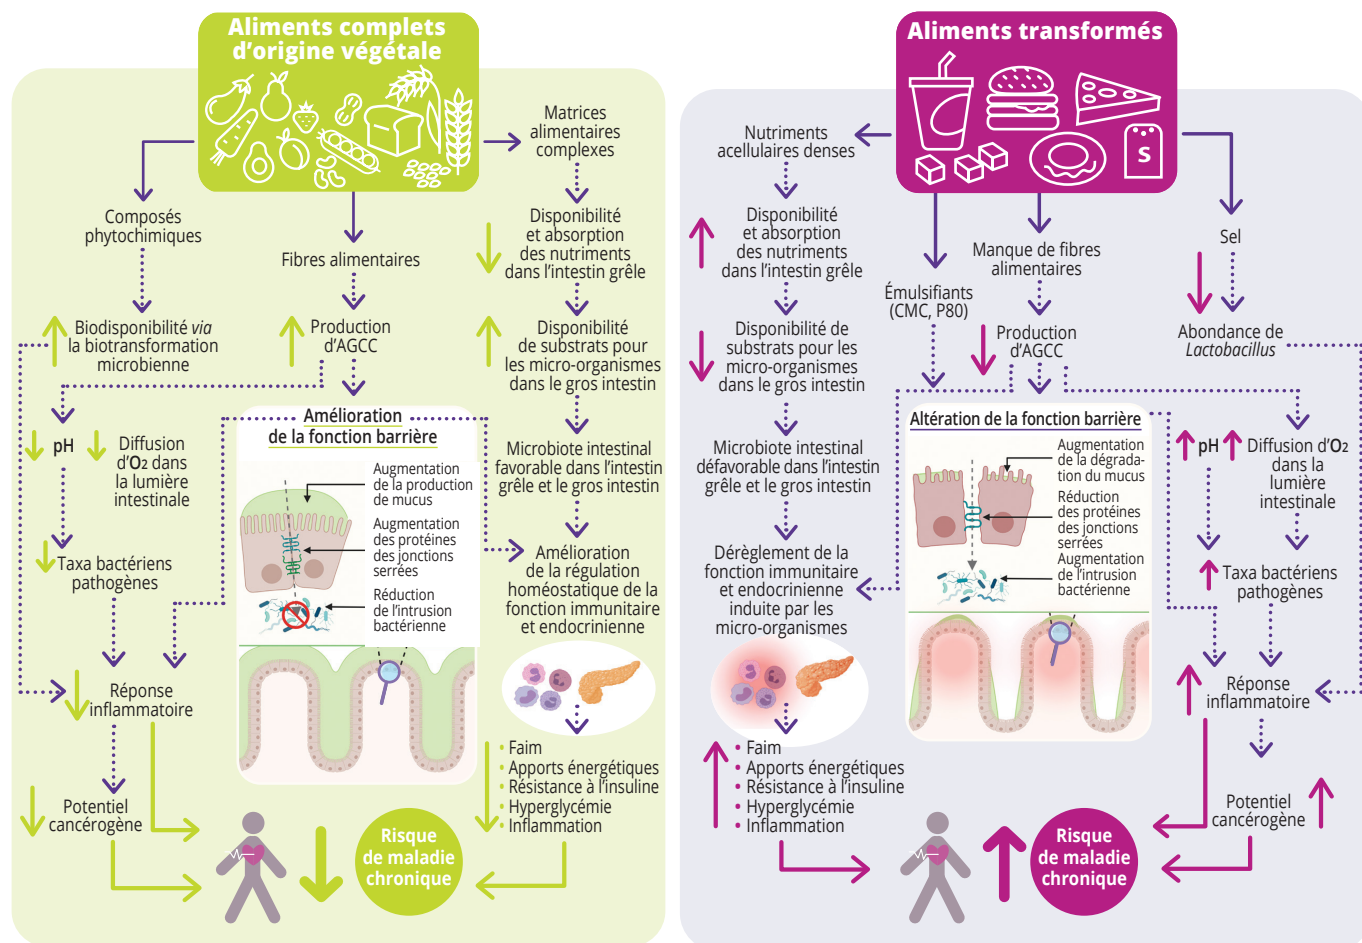 Aliments complets
d'origine végétale
Composés
phytochimiques
Biodisponibilité via
la biotransformation
microbienne
Fibres alimentaires
Production
d'AGCC
Matrices
alimentaires
complexes
Disponibilité
et absorption
des nutriments
dans l'intestin grêle
Disponibilité
de substrats pour
les micro-organismes
dans le gros intestin
Microbiote intestinal
favorable dans l'intestin
grêle et le gros intestin
Amélioration
de la régulation
homéostatique de la
fonction immunitaire
et endocrinienne
• Faim
• Apports énergétiques
• Résistance à l'insuline
• Hyperglycémie
• Inflammation
pH
Diffusion
d'O2 dans
la lumière
intestinale
Taxa bactériens
pathogènes
Réponse
inflammatoire
Potentiel
cancérogène
Amélioration
de la fonction barrière
Augmentation
de la production
de mucus
Augmentation
des protéines
des jonctions
serrées
Réduction
de l'intrusion
bactérienne
Risque
de maladie
chronique
Aliments transformés
S
Nutriments
acellulaires denses
Disponibilité
et absorption
des nutriments
dans l'intestin grêle
Disponibilité de
substrats pour les
micro-organismes
dans le gros intestin
Microbiote intestinal
défavorable dans l'intestin
grêle et le gros intestin
Dérèglement de la
fonction immunitaire
et endocrinienne
induite par les
micro-organismes
• Faim
• Apports énergétiques
• Résistance à l'insuline
• Hyperglycémie
• Inflammation
Émulsifiants
(CMC, P80)
Manque de fibres
alimentaires
Production
d'AGCC
Sel
Abondance de
Lactobacillus
Altération de la fonction barrière
Augmentation
de la dégrada-
tion du mucus
Réduction
des protéines
des jonctions
serrées
Augmentation
de l'intrusion
bactérienne
pH
Diffusion d'O2
dans la
lumière
intestinale
Taxa bactériens
pathogènes
Réponse
inflammatoire
Potentiel
cancérogène
Risque
de maladie
chronique